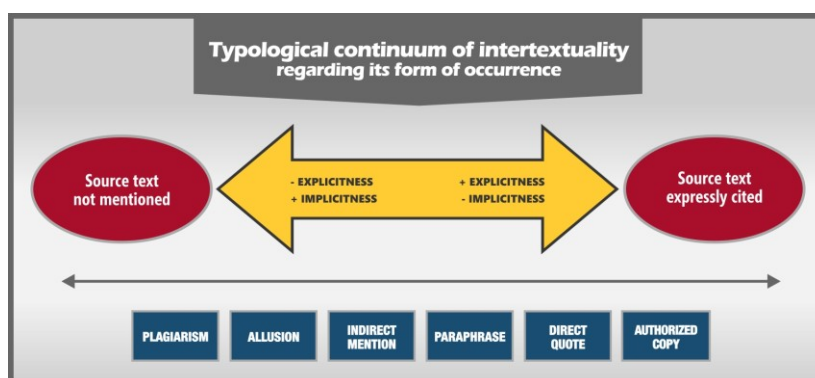 Typological continuum of intertextuality
regarding its form of occurrence
Source text
not mentioned
- EXPLICITNESS
+ IMPLICITNESS
+ EXPLICITNESS
- IMPLICITNESS
Source text
expressly cited
PLAGIARISM
ALLUSION
INDIRECT
MENTION
PARAPHRASE
DIRECT
QUOTE
AUTHORIZED
COPY